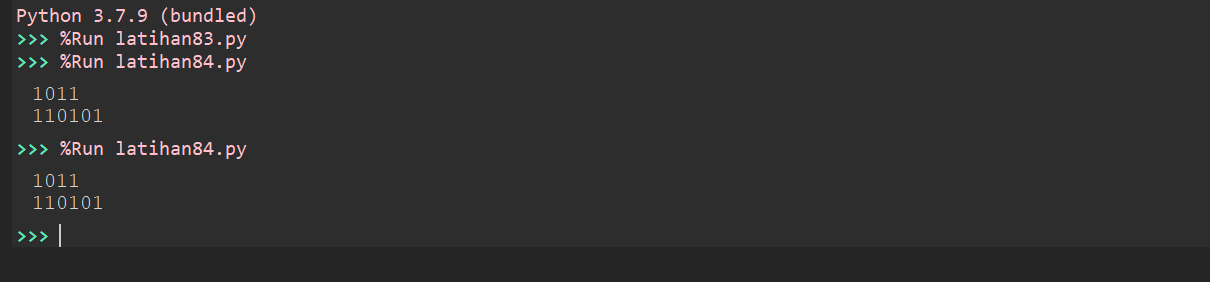 Python 3.7.9 (bundled)
>>> %Run latihan83.py
>>> %Run latihan84.py
1011
110101
>>> %Run latihan84.py
1011
110101
>>>